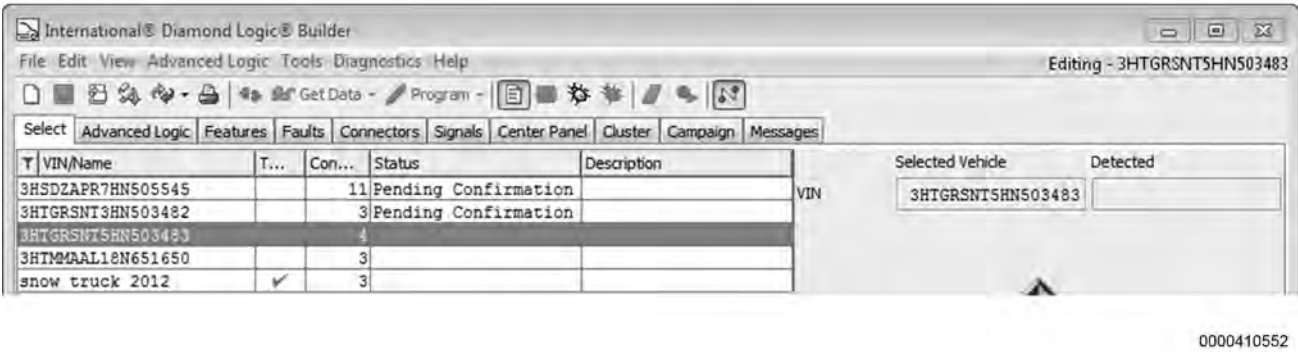 International® Diamond Logic® Builder
File Edit View Advanced Logic Tools Diagnostics Help Editing - 3HTGRSNT5HN503483
Get Data Program
Select Advanced Logic Features Faults Connectors Signals Center Panel Cluster Campaign Messages
VIN/Name T... Con... Status Description Selected Vehicle Detected
3HSDZAPR7HN505545 11 Pending Confirmation VIN 3HTGRSNT5HN503483
3HTGRSNT3HN503482 3 Pending Confirmation
3HTGRSNT5HN503483 4
3HTMMAAL18N651650 3
snow truck 2012 ✓ 3
0000410552